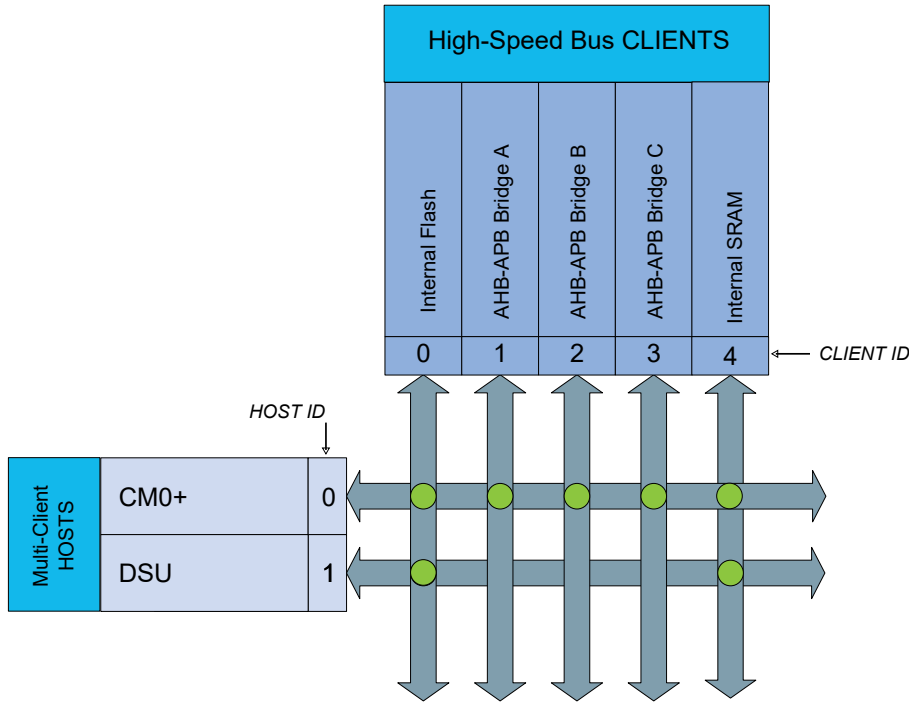 High-Speed Bus CLIENTS
Internal Flash
AHB-APB Bridge A
AHB-APB Bridge B
AHB-APB Bridge C
Internal SRAM
0 1 2 3 4
CLIENT ID
HOST ID
Multi-Client
HOSTS
CM0+ 0
DSU 1